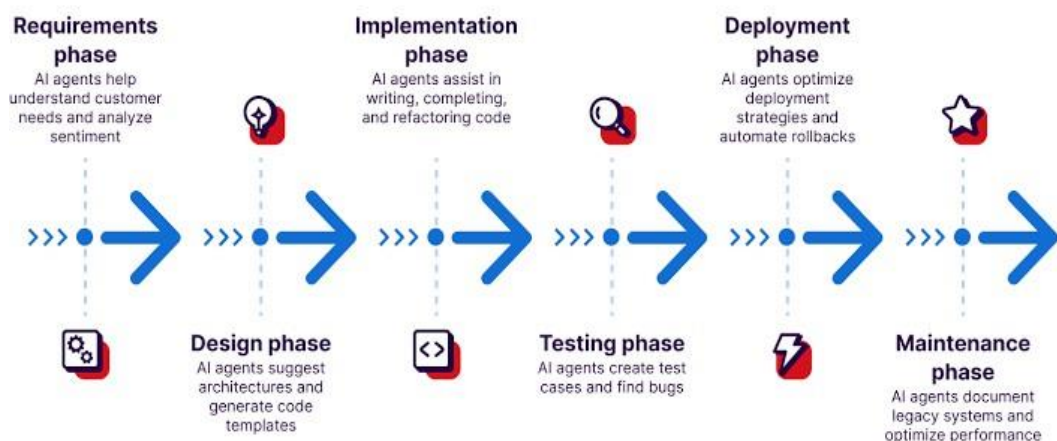 Requirements
phase
AI agents help
understand customer
needs and analyze
sentiment
Design phase
AI agents suggest
architectures and
generate code
templates
Implementation
phase
AI agents assist in
writing, completing,
and refactoring code
Testing phase
AI agents create test
cases and find bugs
Deployment
phase
AI agents optimize
deployment
strategies and
automate rollbacks
Maintenance
phase
AI agents document
legacy systems and
optimize performance